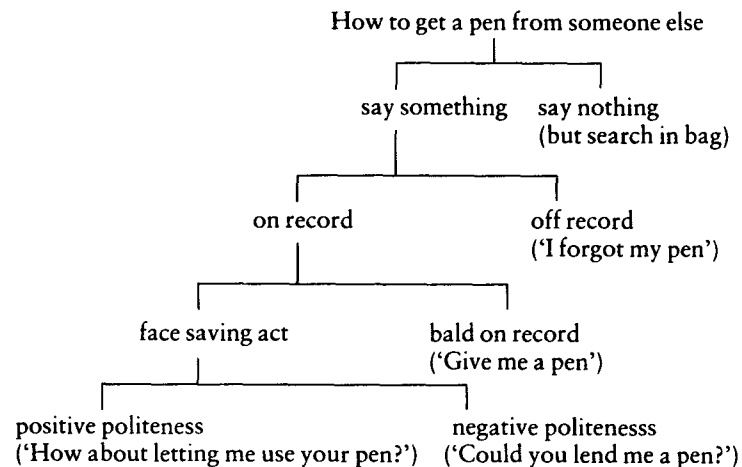 How to get a pen from someone else
say something
say nothing
(but search in bag)
on record
off record
('I forgot my pen')
face saving act
bald on record
('Give me a pen')
positive politeness
('How about letting me use your pen?')
negative politenesss
('Could you lend me a pen?')